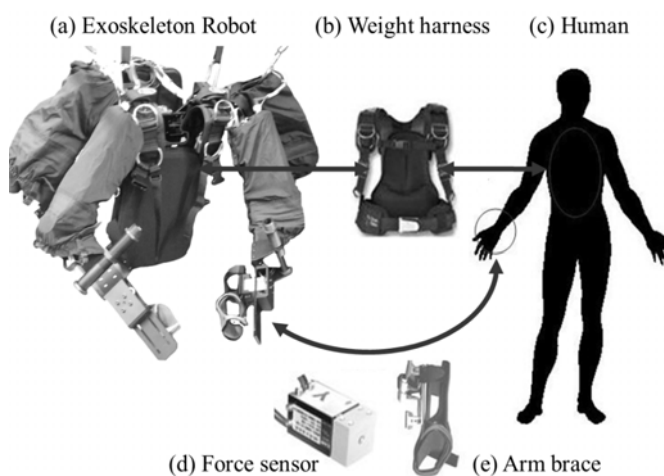 (a) Exoskeleton Robot
(b) Weight harness
(c) Human
(d) Force sensor
(e) Arm brace